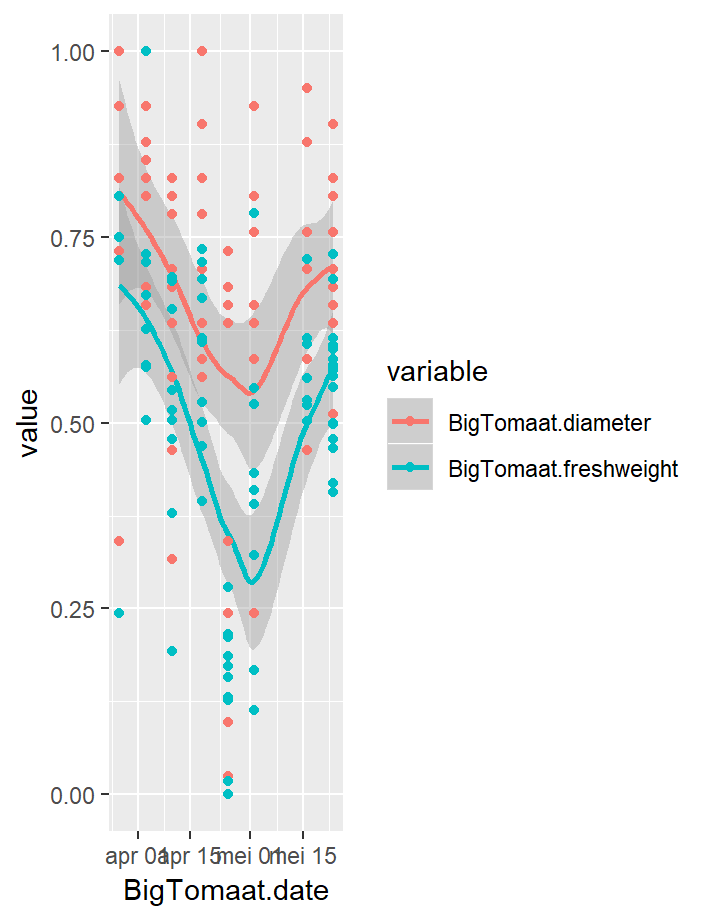 1.00
0.75
0.50
0.25
0.00
value
apr 01 apr 15 mei 01 mei 15
BigTomaat.date
variable
BigTomaat.diameter
BigTomaat.freshweight